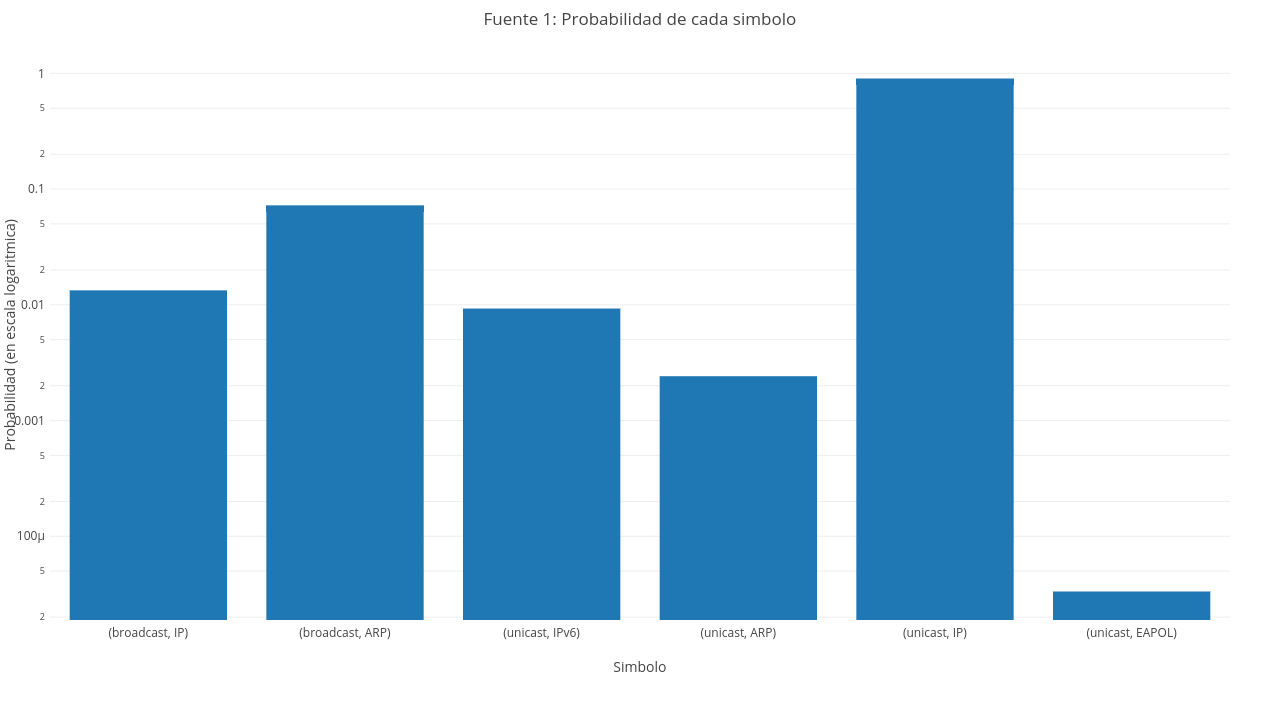 Fuente 1: Probabilidad de cada simbolo
Probabilidad (en escala logaritmica)
1
5
2
0.1
5
2
0.01
5
2
0.001
5
2
100μ
5
2
(broadcast, IP)
(broadcast, ARP)
(unicast, IPv6)
(unicast, ARP)
(unicast, IP)
(unicast, EAPOL)
Simbolo